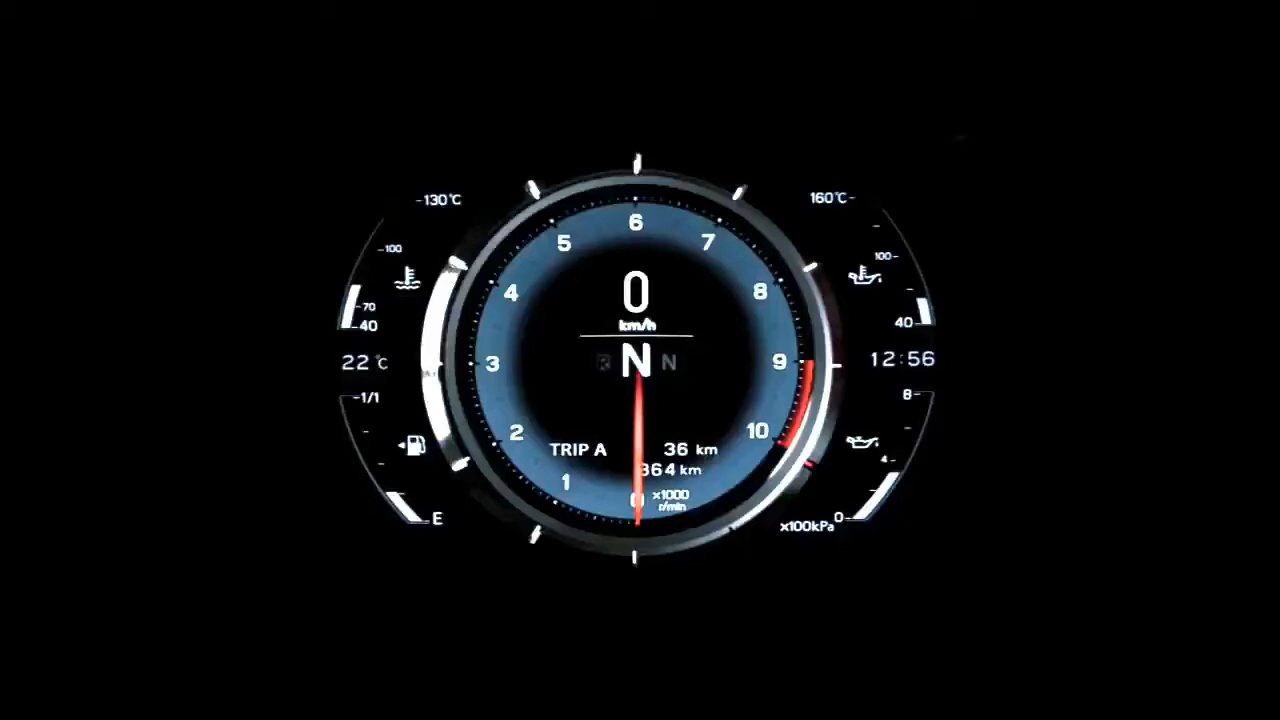 130°C
100
70
40
22°C
1/1
E
0
km/h
R N N
0 1 2 3 4 5 6 7 8 9 10
TRIP A 36 km
364 km
x1000
r/min
160°C
100
40
12:56
8
4
0
x100kPa